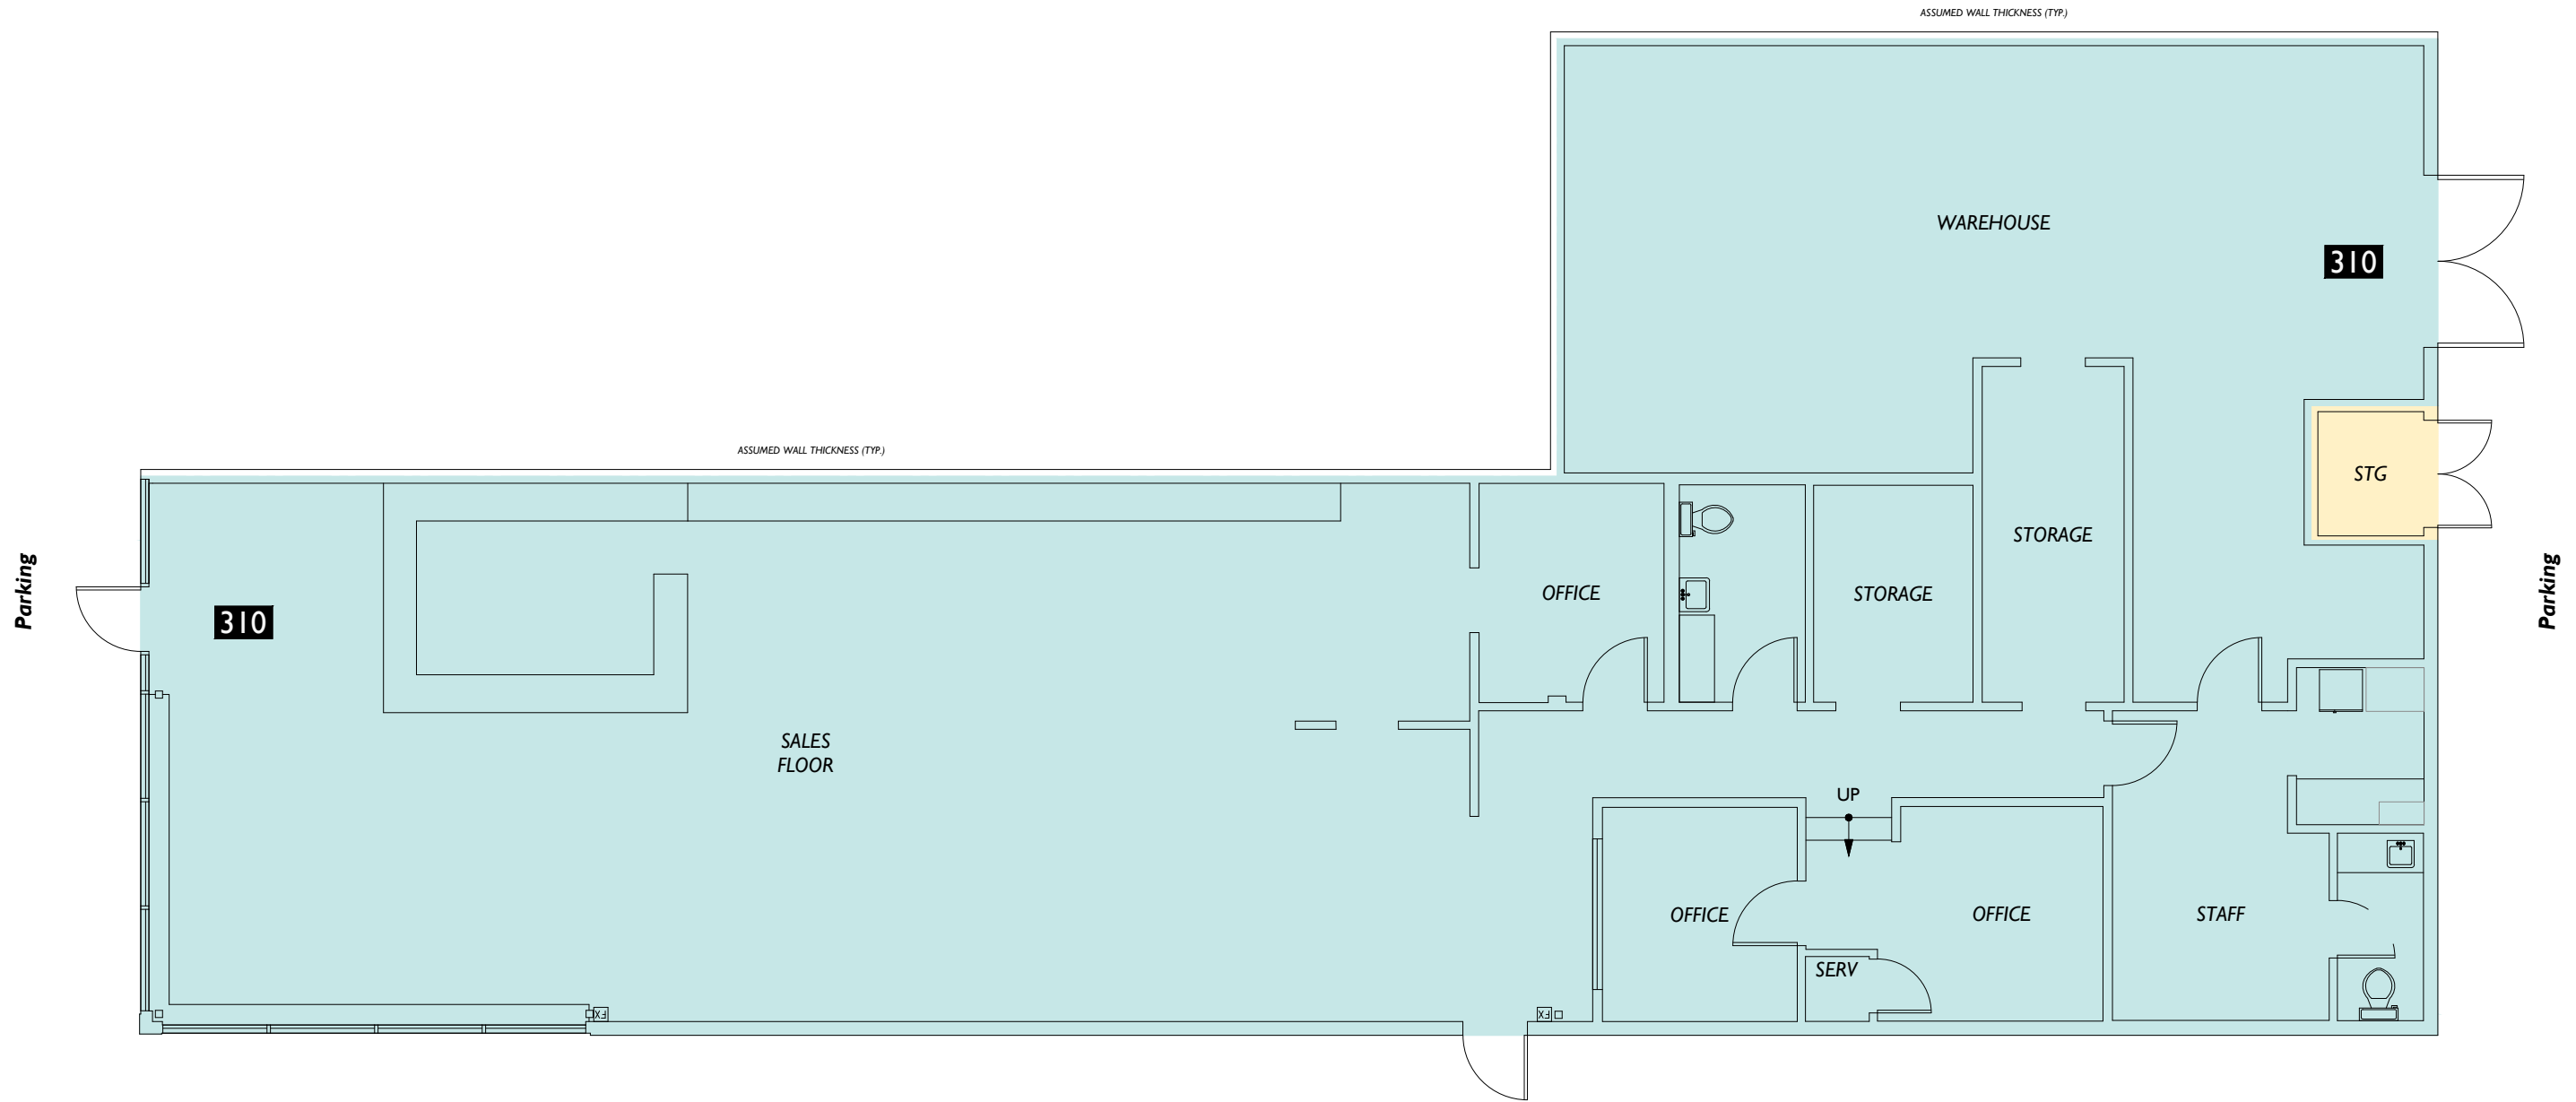 ASSUMED WALL THICKNESS (TYP.)
WAREHOUSE
310
ASSUMED WALL THICKNESS (TYP.)
STG
STORAGE
Parking
310
OFFICE
STORAGE
Parking
SALES
FLOOR
UP
OFFICE
OFFICE
STAFF
SERV
FX
FX